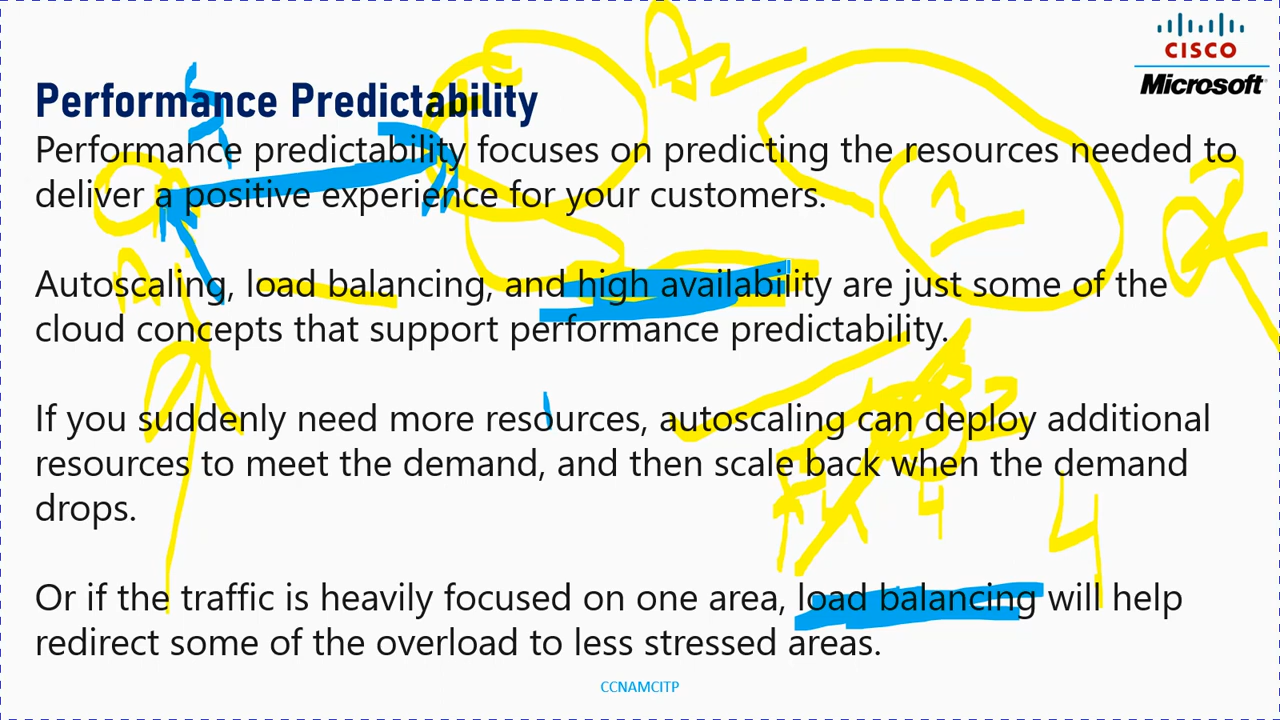 CISCO
Microsoft
Performance Predictability
Performance predictability focuses on predicting the resources needed to
deliver a positive experience for your customers.
Autoscaling, load balancing, and high availability are just some of the
cloud concepts that support performance predictability.
If you suddenly need more resources, autoscaling can deploy additional
resources to meet the demand, and then scale back when the demand
drops.
2
4
4
Or if the traffic is heavily focused on one area, load balancing will help
redirect some of the overload to less stressed areas.
CCNAMCITP